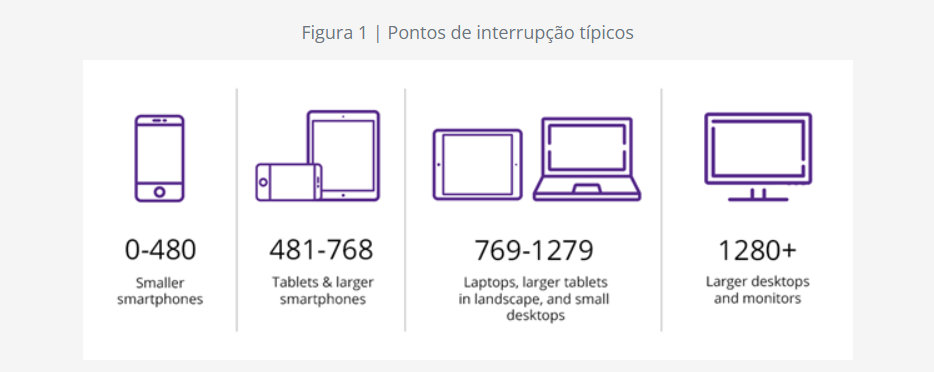 Figura 1 | Pontos de interrupção típicos
0-480
Smaller
smartphones
481-768
Tablets & larger
smartphones
769-1279
Laptops, larger tablets
in landscape, and small
desktops
1280+
Larger desktops
and monitors